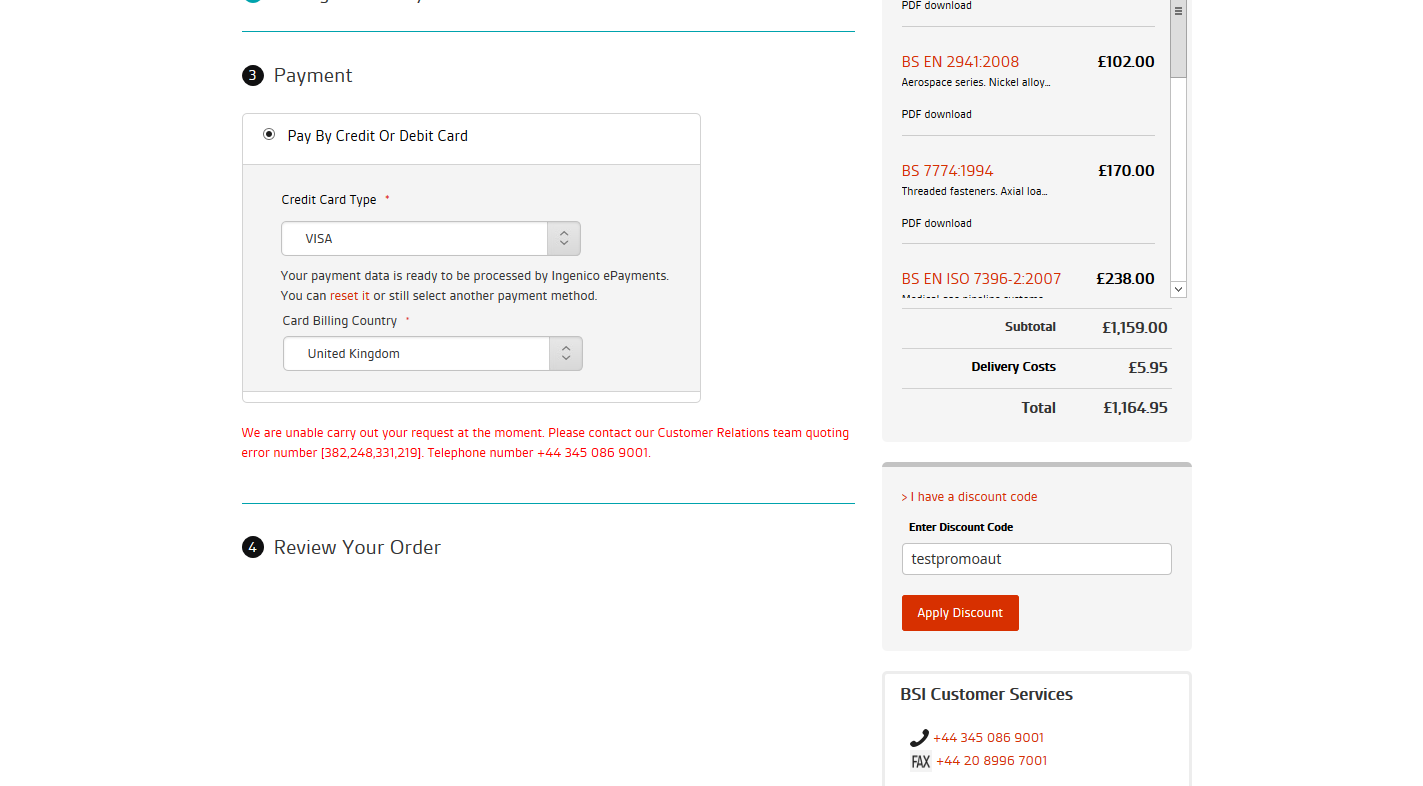 3 Payment
Pay By Credit Or Debit Card
Credit Card Type *
VISA
Your payment data is ready to be processed by Ingenico ePayments.
You can reset it or still select another payment method.
Card Billing Country *
United Kingdom
We are unable carry out your request at the moment. Please contact our Customer Relations team quoting
error number [382,248,331,219]. Telephone number +44 345 086 9001.
4 Review Your Order
PDF download
BS EN 2941:2008 £102.00
Aerospace series. Nickel alloy...
PDF download
BS 7774:1994 £170.00
Threaded fasteners. Axial loa...
PDF download
BS EN ISO 7396-2:2007 £238.00
Medical gas pipeline systems
Subtotal £1,159.00
Delivery Costs £5.95
Total £1,164.95
> I have a discount code
Enter Discount Code
testpromoaut
Apply Discount
BSI Customer Services
+44 345 086 9001
FAX +44 20 8996 7001